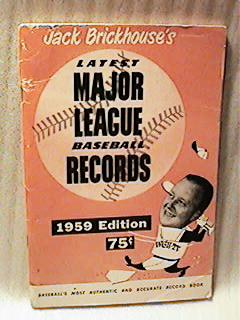 Jack Brickhouse's
LATEST
MAJOR
LEAGUE
BASEBALL
RECORDS
1959 Edition
75¢
BASEBALL'S MOST AUTHENTIC AND ACCURATE RECORD BOOK